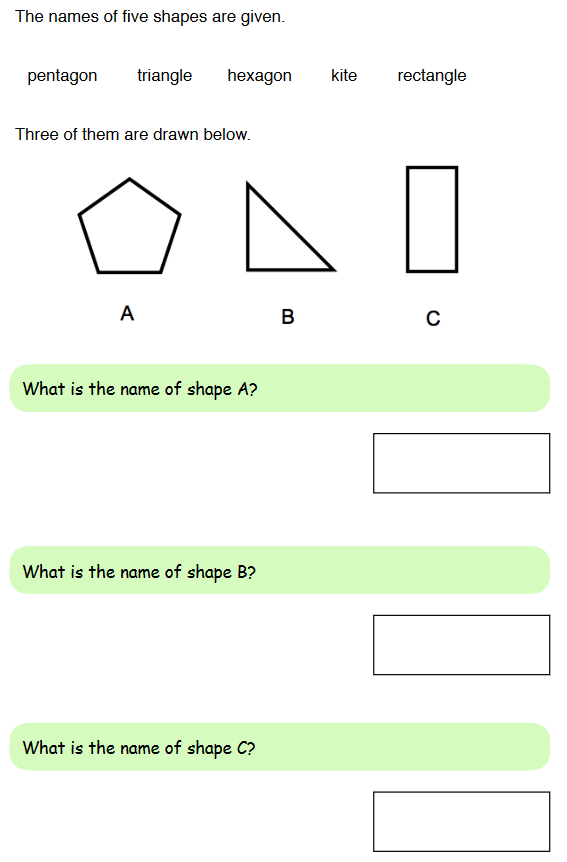 The names of five shapes are given.
pentagon triangle hexagon kite rectangle
Three of them are drawn below.
A B C
What is the name of shape A?
What is the name of shape B?
What is the name of shape C?